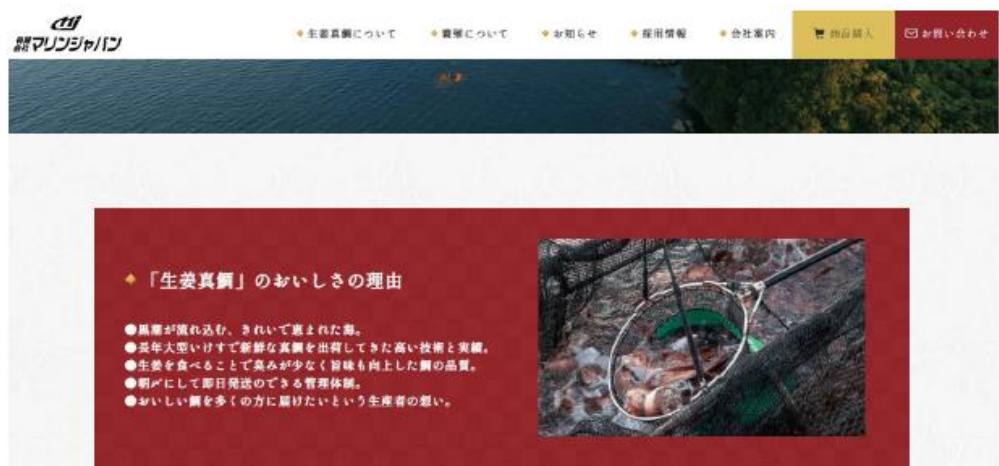 有限会社マリンジャパン
生姜真鯛について
養殖について
お知らせ
採用情報
会社案内
商品購入
お問い合わせ
「生姜真鯛」のおいしさの理由
●黒潮が流れ込む、きれいで恵まれた海。
●長年大型いけすで新鮮な真鯛を出荷してきた高い技術と実績。
●生姜を食べることで臭みが少なく旨味も向上した鯛の品質。
●朝〆にして即日発送のできる管理体制。
●おいしい鯛を多くの方に届けたいという生産者の想い。